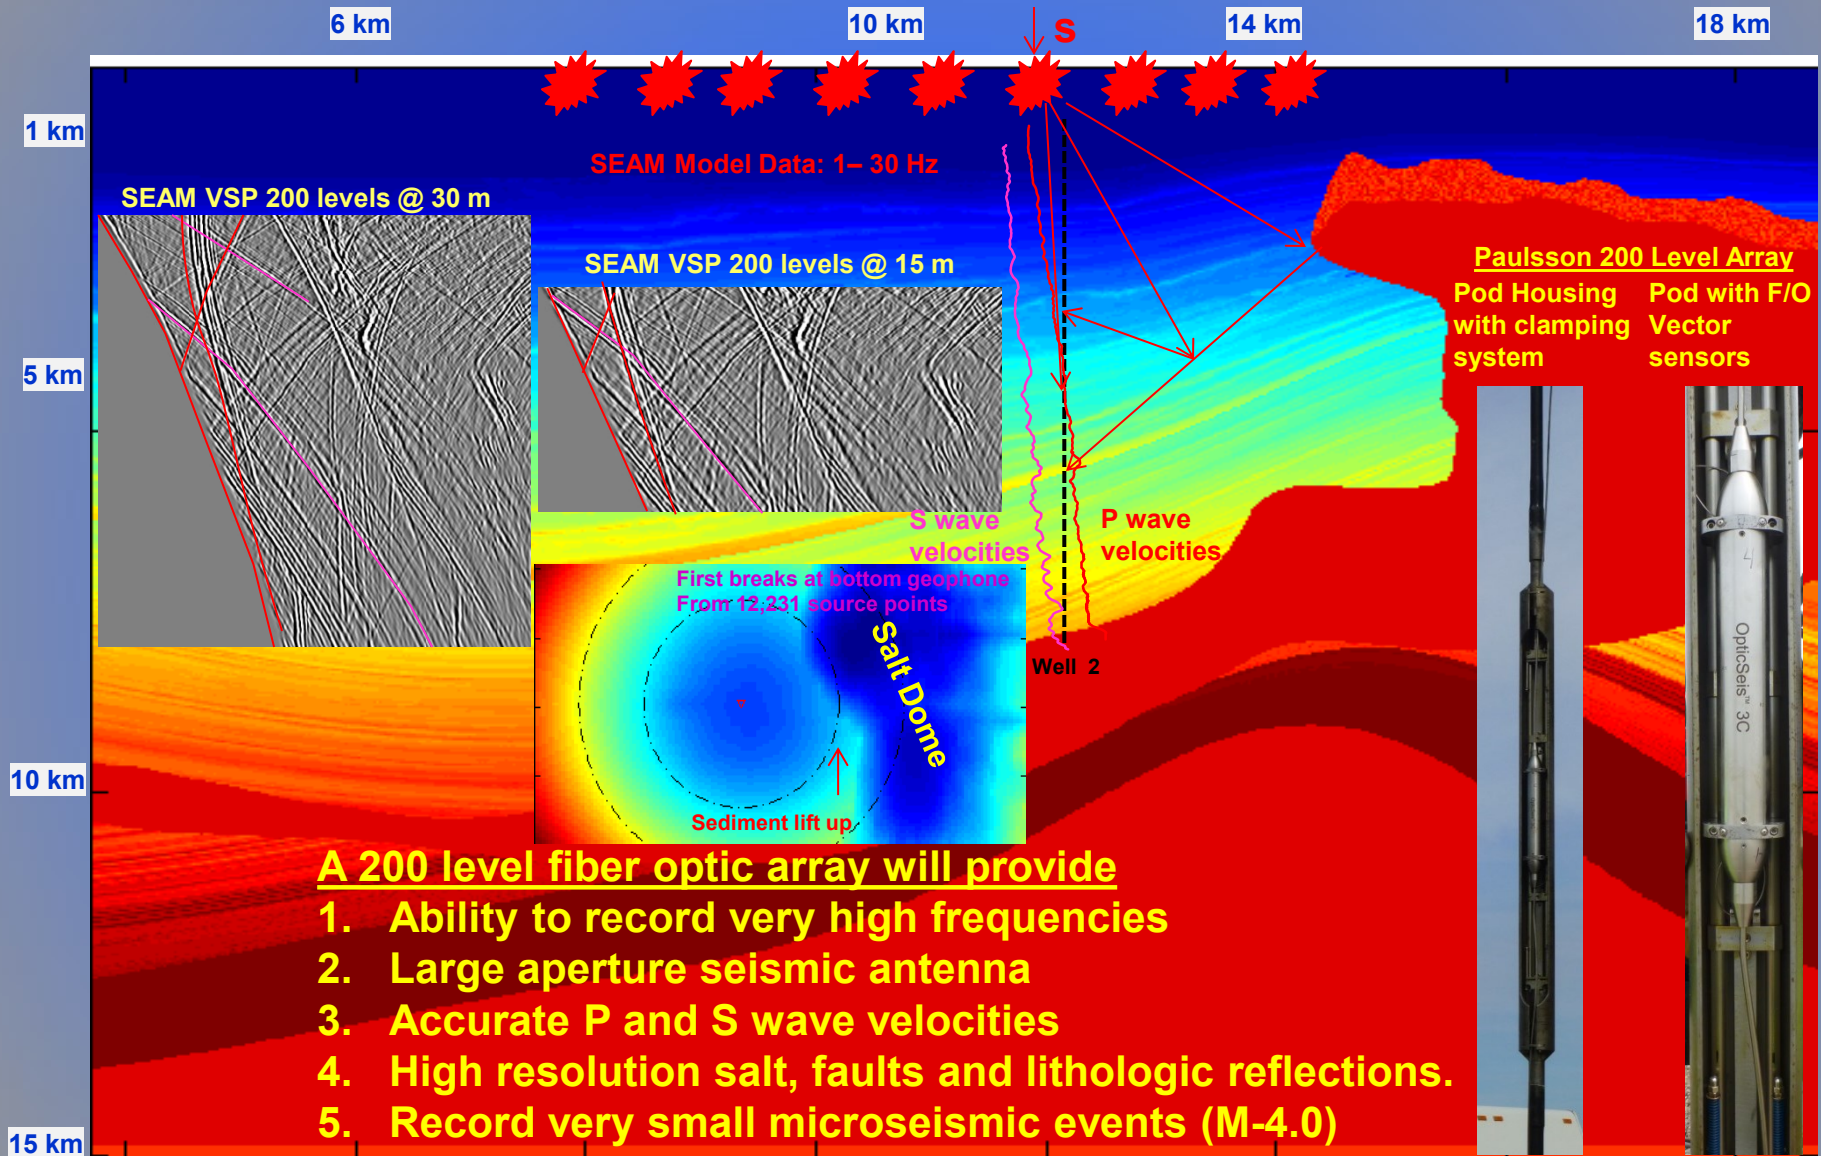 6 km
10 km
14 km
18 km
S
1 km
SEAM Model Data: 1– 30 Hz
SEAM VSP 200 levels @ 30 m
SEAM VSP 200 levels @ 15 m
Paulsson 200 Level Array
Pod Housing
with clamping
system
Pod with F/O
Vector
sensors
5 km
S wave
velocities
P wave
velocities
First breaks at bottom geophone
From 12,231 source points
Salt Dome
Well 2
OpticSeis™ 3C
4
10 km
Sediment lift up
A 200 level fiber optic array will provide
1. Ability to record very high frequencies
2. Large aperture seismic antenna
3. Accurate P and S wave velocities
4. High resolution salt, faults and lithologic reflections.
5. Record very small microseismic events (M-4.0)
15 km